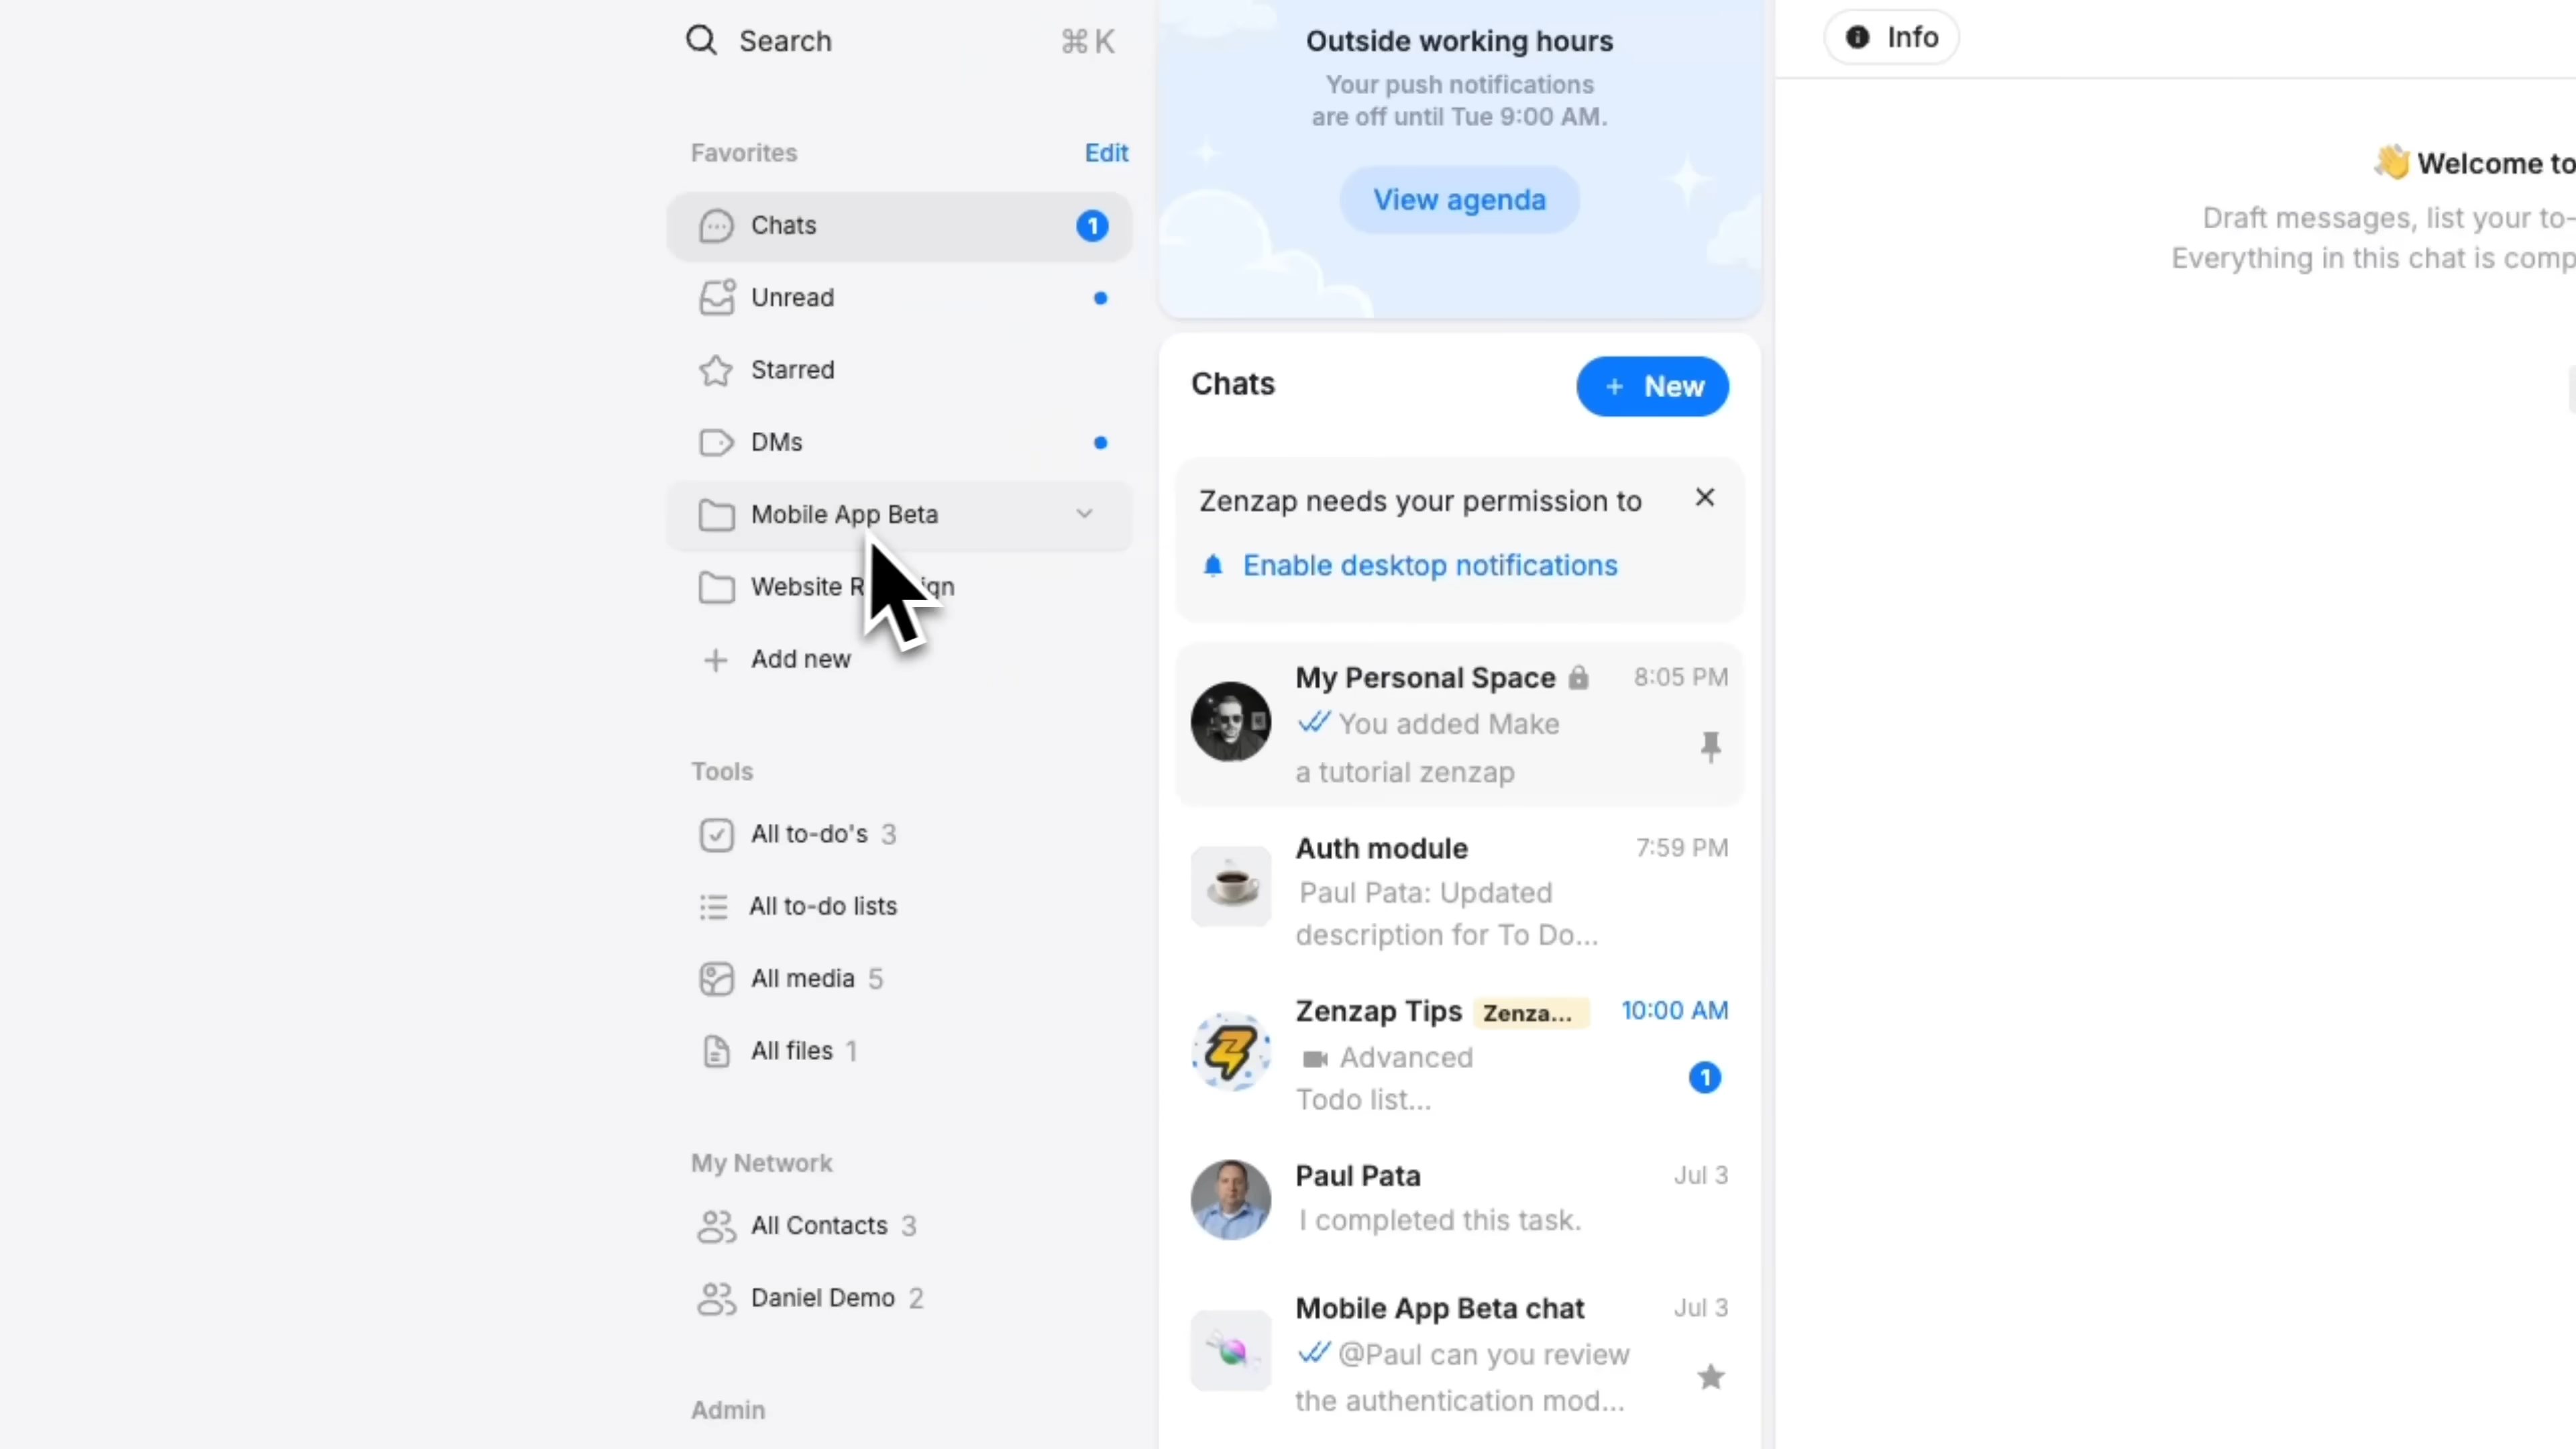 Search
⌘ K
Favorites
Edit
Chats
1
Unread
Starred
DMs
Mobile App Beta
Website
Add new
Tools
All to-do's 3
All to-do lists
All media 5
All files 1
My Network
All Contacts 3
Daniel Demo 2
Admin
Outside working hours
Your push notifications
are off until Tue 9:00 AM.
View agenda
Chats
+ New
Zenzap needs your permission to
Enable desktop notifications
My Personal Space
8:05 PM
You added Make
a tutorial zenzap
Auth module
7:59 PM
Paul Pata: Updated
description for To Do...
Zenzap Tips
Zenza...
10:00 AM
Advanced
Todo list...
1
Paul Pata
Jul 3
I completed this task.
Mobile App Beta chat
Jul 3
@Paul can you review
the authentication mod...
Info
👋 Welcome to
Draft messages, list your to-
Everything in this chat is comp